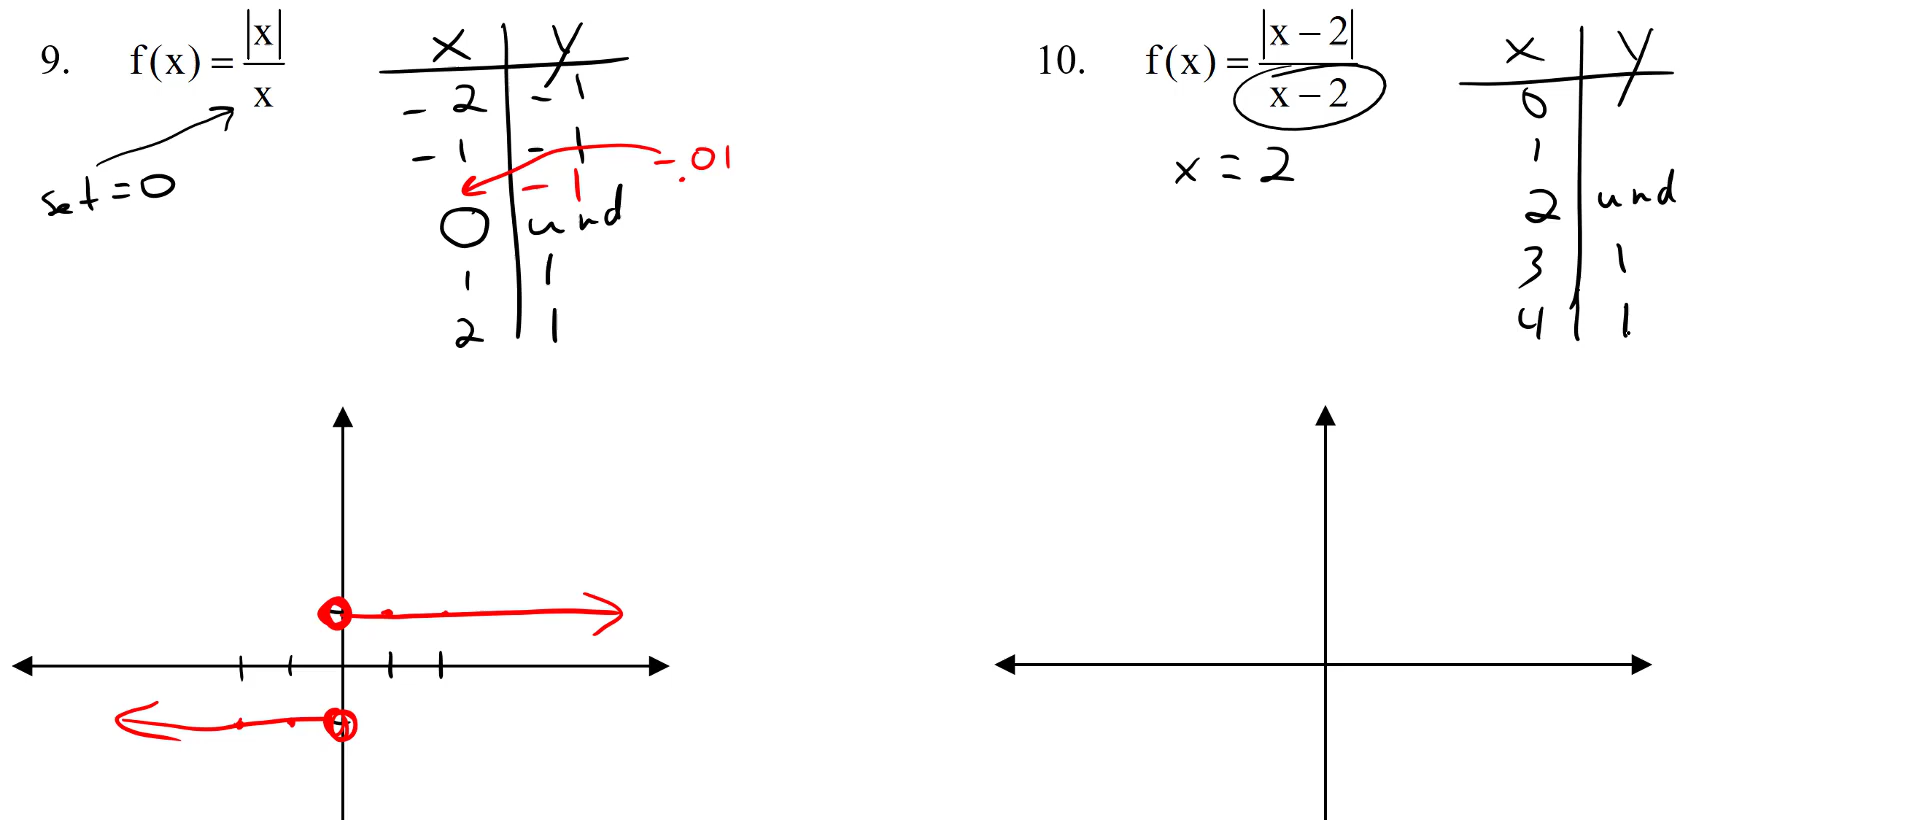 9. f(x) = |x| / x
set = 0
x y
-2 -1
-1 -1
-1 -.01
0 und
1 1
2 1
10. f(x) = |x – 2| / x – 2
x = 2
x y
0
1
2 und
3 1
4 1